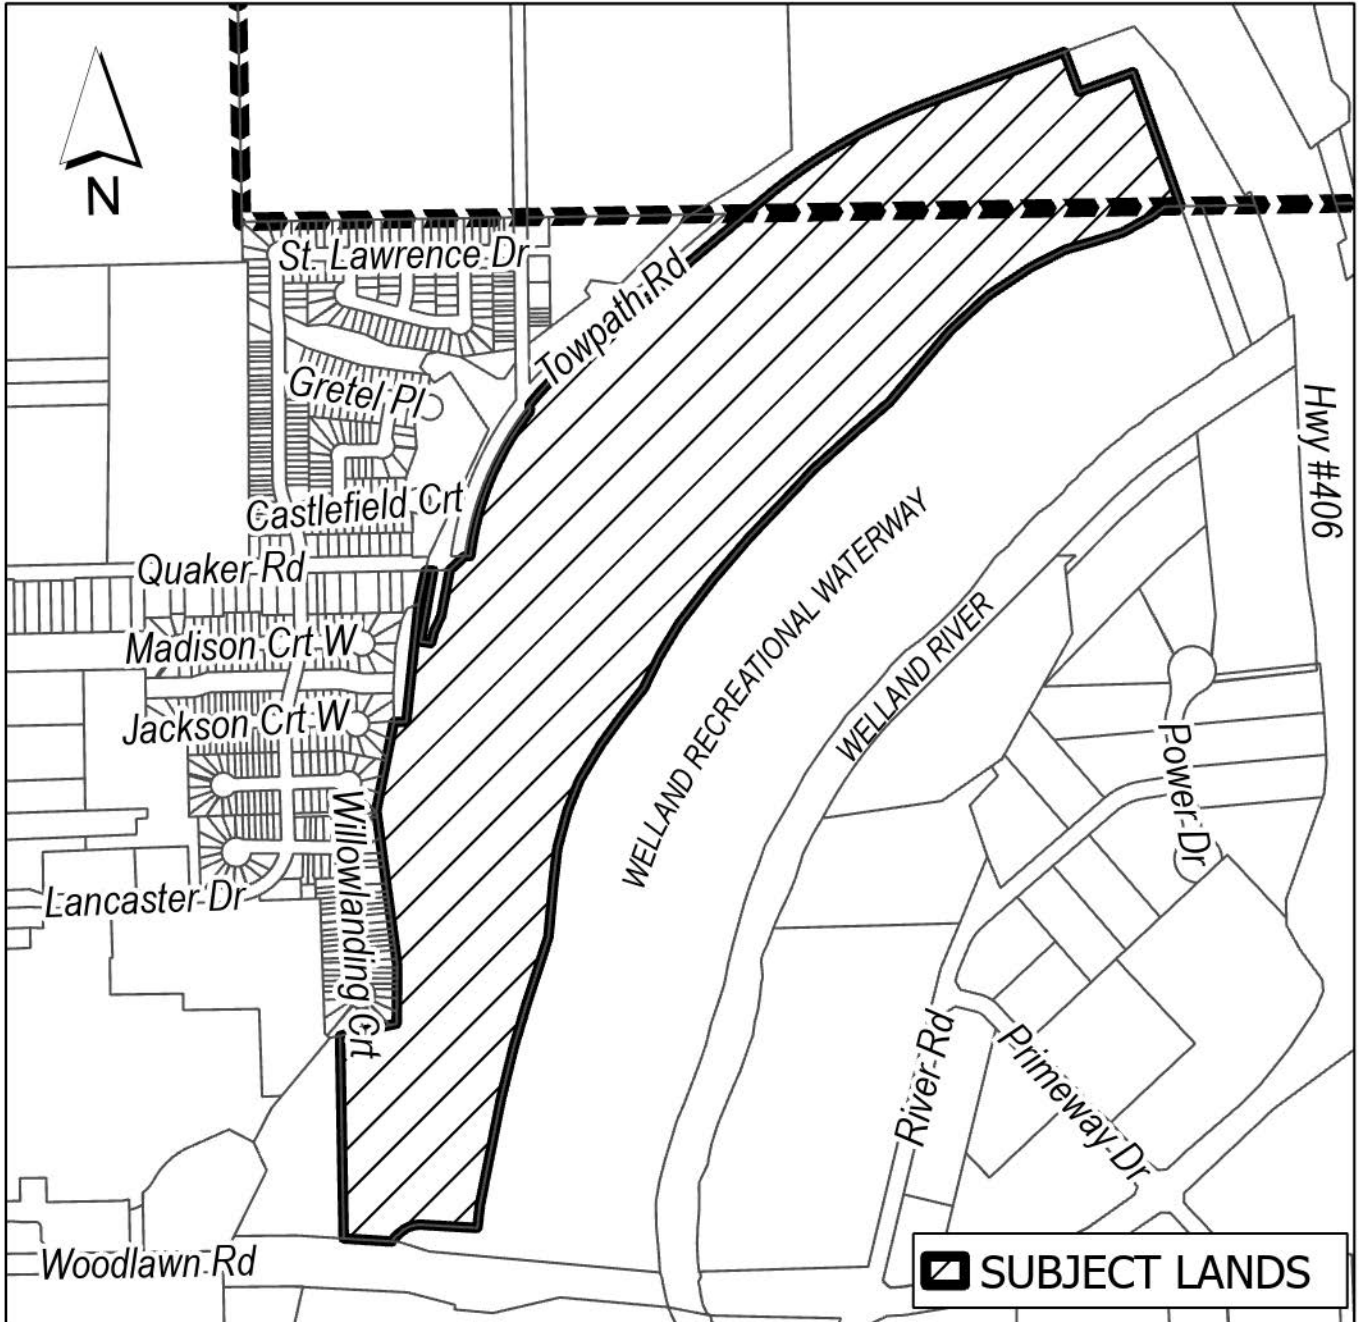 N
St. Lawrence Dr
Towpath Rd
Gretel Pl
Hwy #406
Castlefield Crt
Quaker Rd
WELLAND RECREATIONAL WATERWAY
WELLAND RIVER
Madison Crt W
Jackson Crt W
Power Dr
Willowlanding Crt
Lancaster Dr
River Rd
Primeway Dr
Woodlawn Rd
SUBJECT LANDS